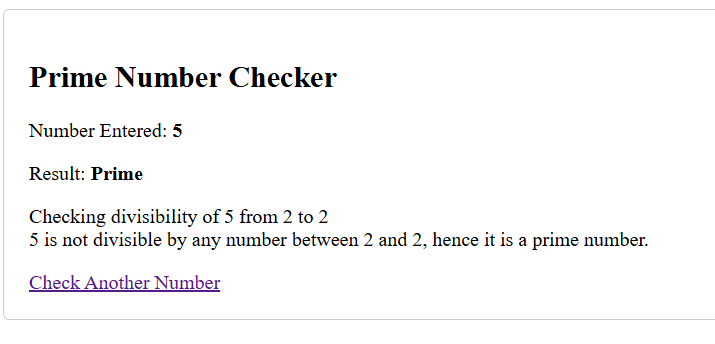 Prime Number Checker
Number Entered: 5
Result: Prime
Checking divisibility of 5 from 2 to 2
5 is not divisible by any number between 2 and 2, hence it is a prime number.
Check Another Number